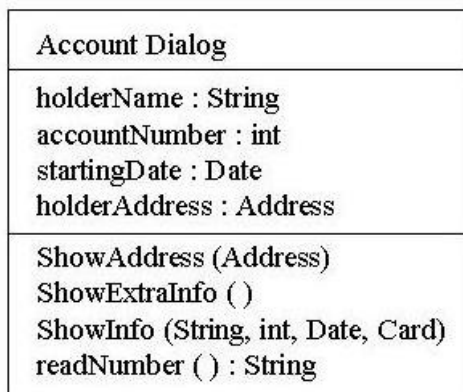 Account Dialog
holderName : String
accountNumber : int
startingDate : Date
holderAddress : Address
ShowAddress (Address)
ShowExtraInfo ( )
ShowInfo (String, int, Date, Card)
readNumber ( ) : String